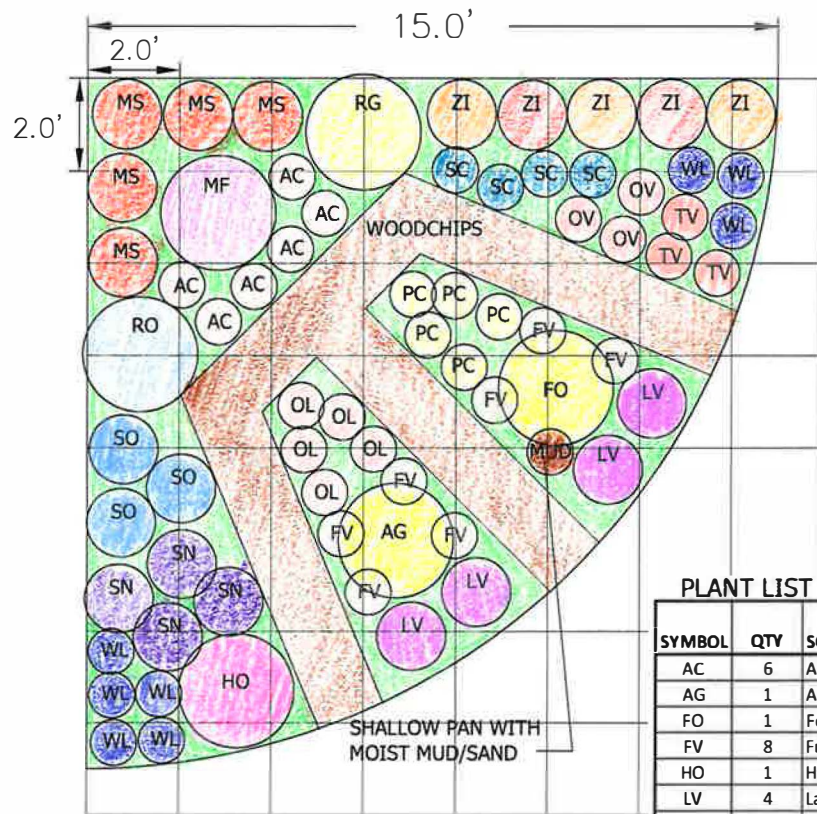 15.0'
2.0'
2.0'
MS MS MS RG ZI ZI ZI ZI ZI
MS MF AC SC SC SC SC WL WL
AC OV OV OV TV WL
WOODCHIPS
MS AC TV TV
AC AC AC
RO
PC PC PC PC PC
FV FV FV FO
LV LV
MUD
SO SO SO
OL OL OL OL OL
FV FV FV FV AG
LV LV
SN SN SN SN
WL WL WL WL WL
HO
SHALLOW PAN WITH
MOIST MUD/SAND
PLANT LIST
SYMBOL QTY
AC 6 A
AG 1 A
FO 1 Fe
FV 8 Fr
HO 1 H
LV 4 La